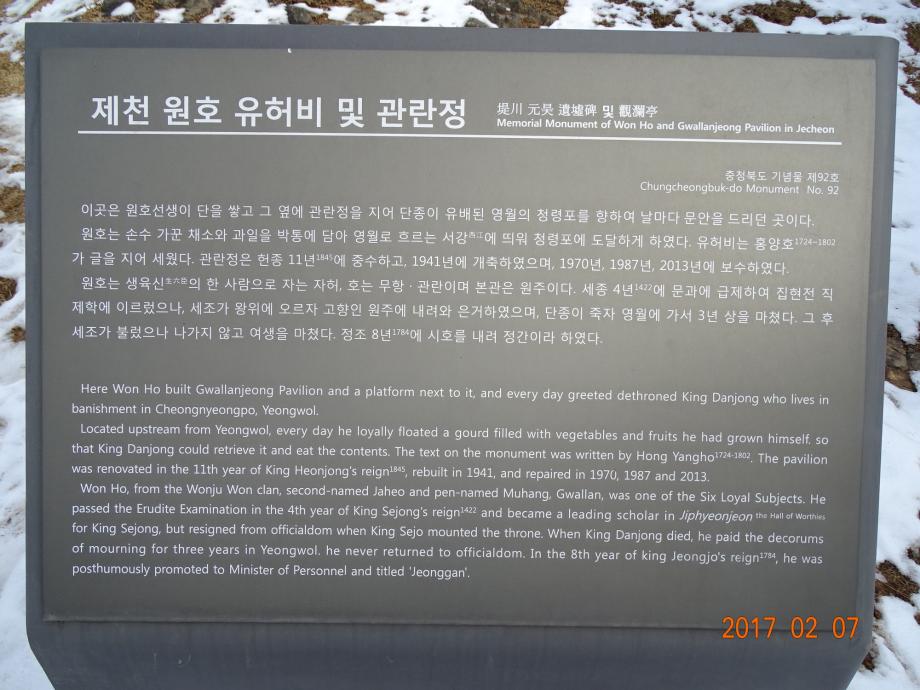 제천 원호 유허비 및 관란정
堤川 元昊 遺墟碑 및 觀瀾亭
Memorial Monument of Won Ho and Gwallanjeong Pavilion in Jecheon
충청북도 기념물 제92호
Chungcheongbuk-do Monument No. 92
이곳은 원호선생이 단을 쌓고 그 옆에 관란정을 지어 단종이 유배된 영월의 청령포를 향하여 날마다 문안을 드리던 곳이다.
원호는 손수 가꾼 채소와 과일을 박통에 담아 영월로 흐르는 서강西江에 띄워 청령포에 도달하게 하였다. 유허비는 홍양호1724~1802
가 글을 지어 세웠다. 관란정은 헌종 11년1845에 중수하고, 1941년에 개축하였으며, 1970년, 1987년, 2013년에 보수하였다.
원호는 생육신生六臣의 한 사람으로 자는 자허, 호는 무항 · 관란이며 본관은 원주이다. 세종 4년1422에 문과에 급제하여 집현전 직
제학에 이르렀으나, 세조가 왕위에 오르자 고향인 원주에 내려와 은거하였으며, 단종이 죽자 영월에 가서 3년 상을 마쳤다. 그 후
세조가 불렀으나 나가지 않고 여생을 마쳤다. 정조 8년1784에 시호를 내려 정간이라 하였다.
Here Won Ho built Gwallanjeong Pavilion and a platform next to it, and every day greeted dethroned King Danjong who lives in
banishment in Cheongnyeongpo, Yeongwol.
Located upstream from Yeongwol, every day he loyally floated a gourd filled with vegetables and fruits he had grown himself, so
that King Danjong could retrieve it and eat the contents. The text on the monument was written by Hong Yangho1724-1802. The pavilion
was renovated in the 11th year of King Heonjong's reign1845, rebuilt in 1941, and repaired in 1970, 1987 and 2013.
Won Ho, from the Wonju Won clan, second-named Jaheo and pen-named Muhang, Gwallan, was one of the Six Loyal Subjects. He
passed the Erudite Examination in the 4th year of King Sejong's reign1422 and became a leading scholar in Jiphyeonjeon the Hall of Worthies
for King Sejong, but resigned from officialdom when King Sejo mounted the throne. When King Danjong died, he paid the decorums
of mourning for three years in Yeongwol. he never returned to officialdom. In the 8th year of king Jeongjo's reign1784, he was
posthumously promoted to Minister of Personnel and titled 'Jeonggan'.
2017 02 07